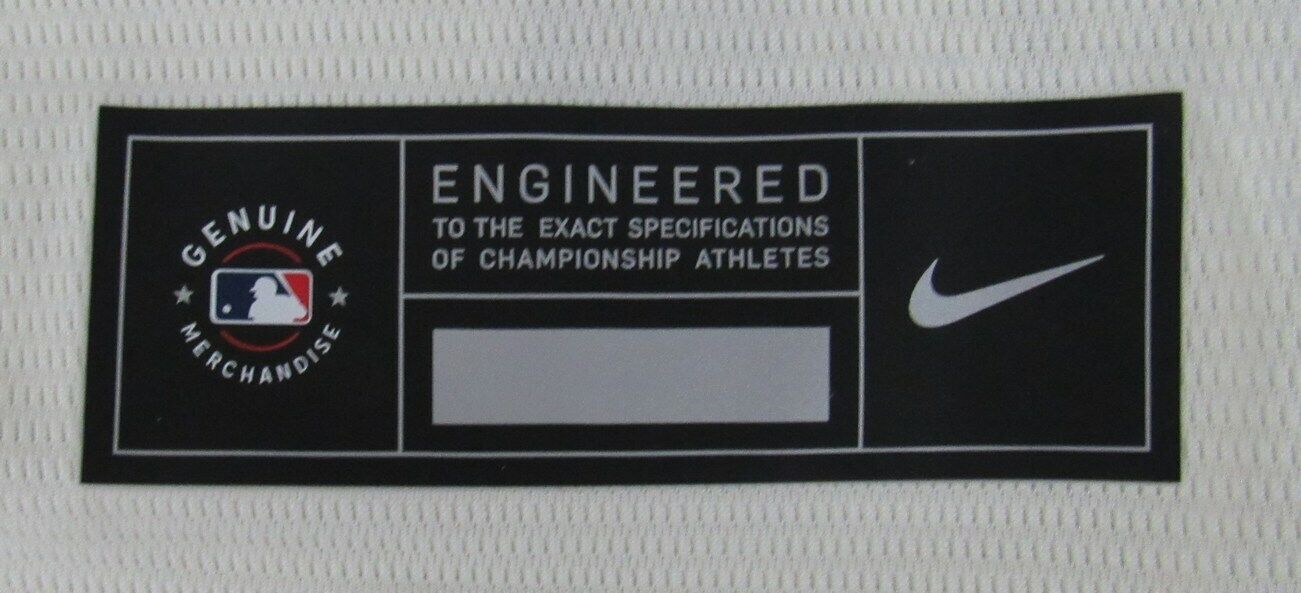 GENUINE
MERCHANDISE
ENGINEERED
TO THE EXACT SPECIFICATIONS
OF CHAMPIONSHIP ATHLETES